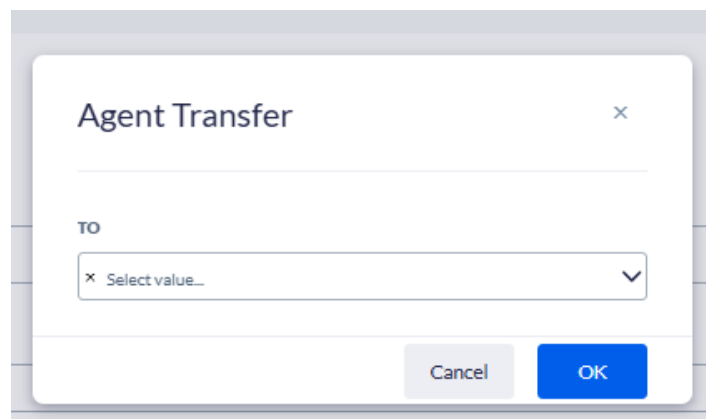 Agent Transfer ×
TO
× Select value...
Cancel OK